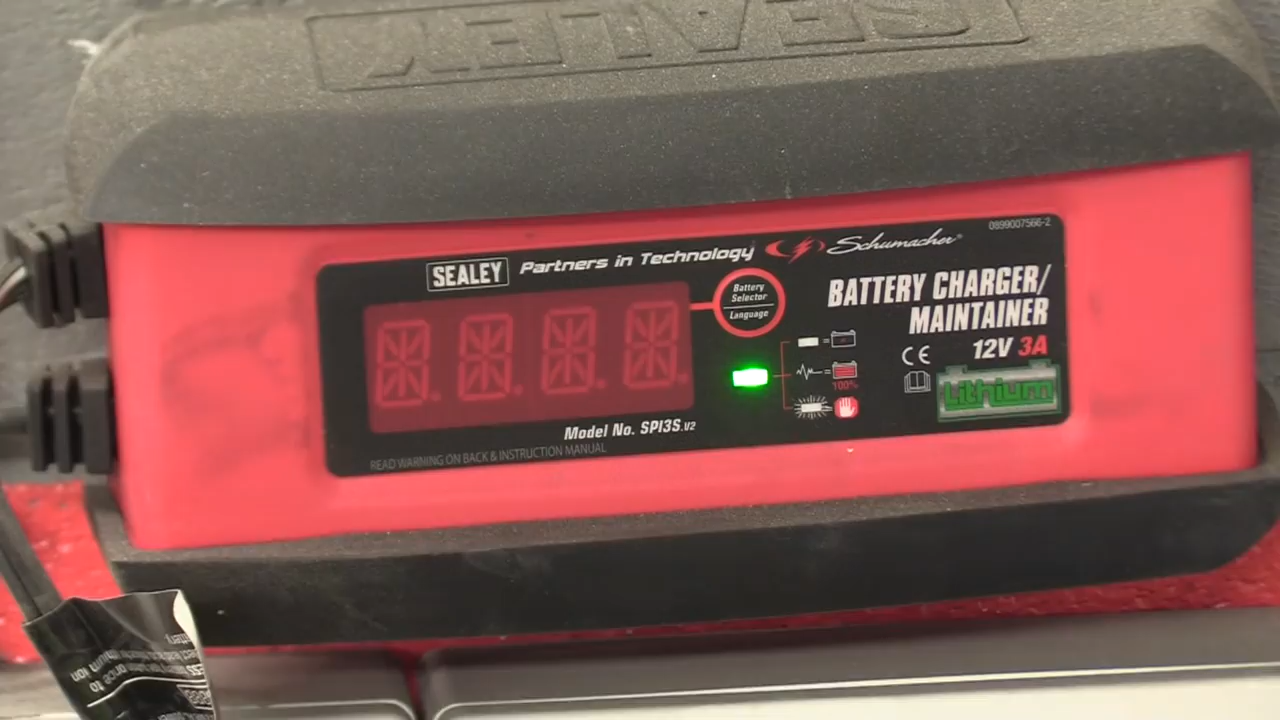 SEALEY
0899007566-2
SEALEY Partners in Technology Schumacher®
Battery
Selector
Language
BATTERY CHARGER/
MAINTAINER
12V 3A
CE
100%
Lithium
Model No. SPI3S.V2
READ WARNING ON BACK & INSTRUCTION MANUAL